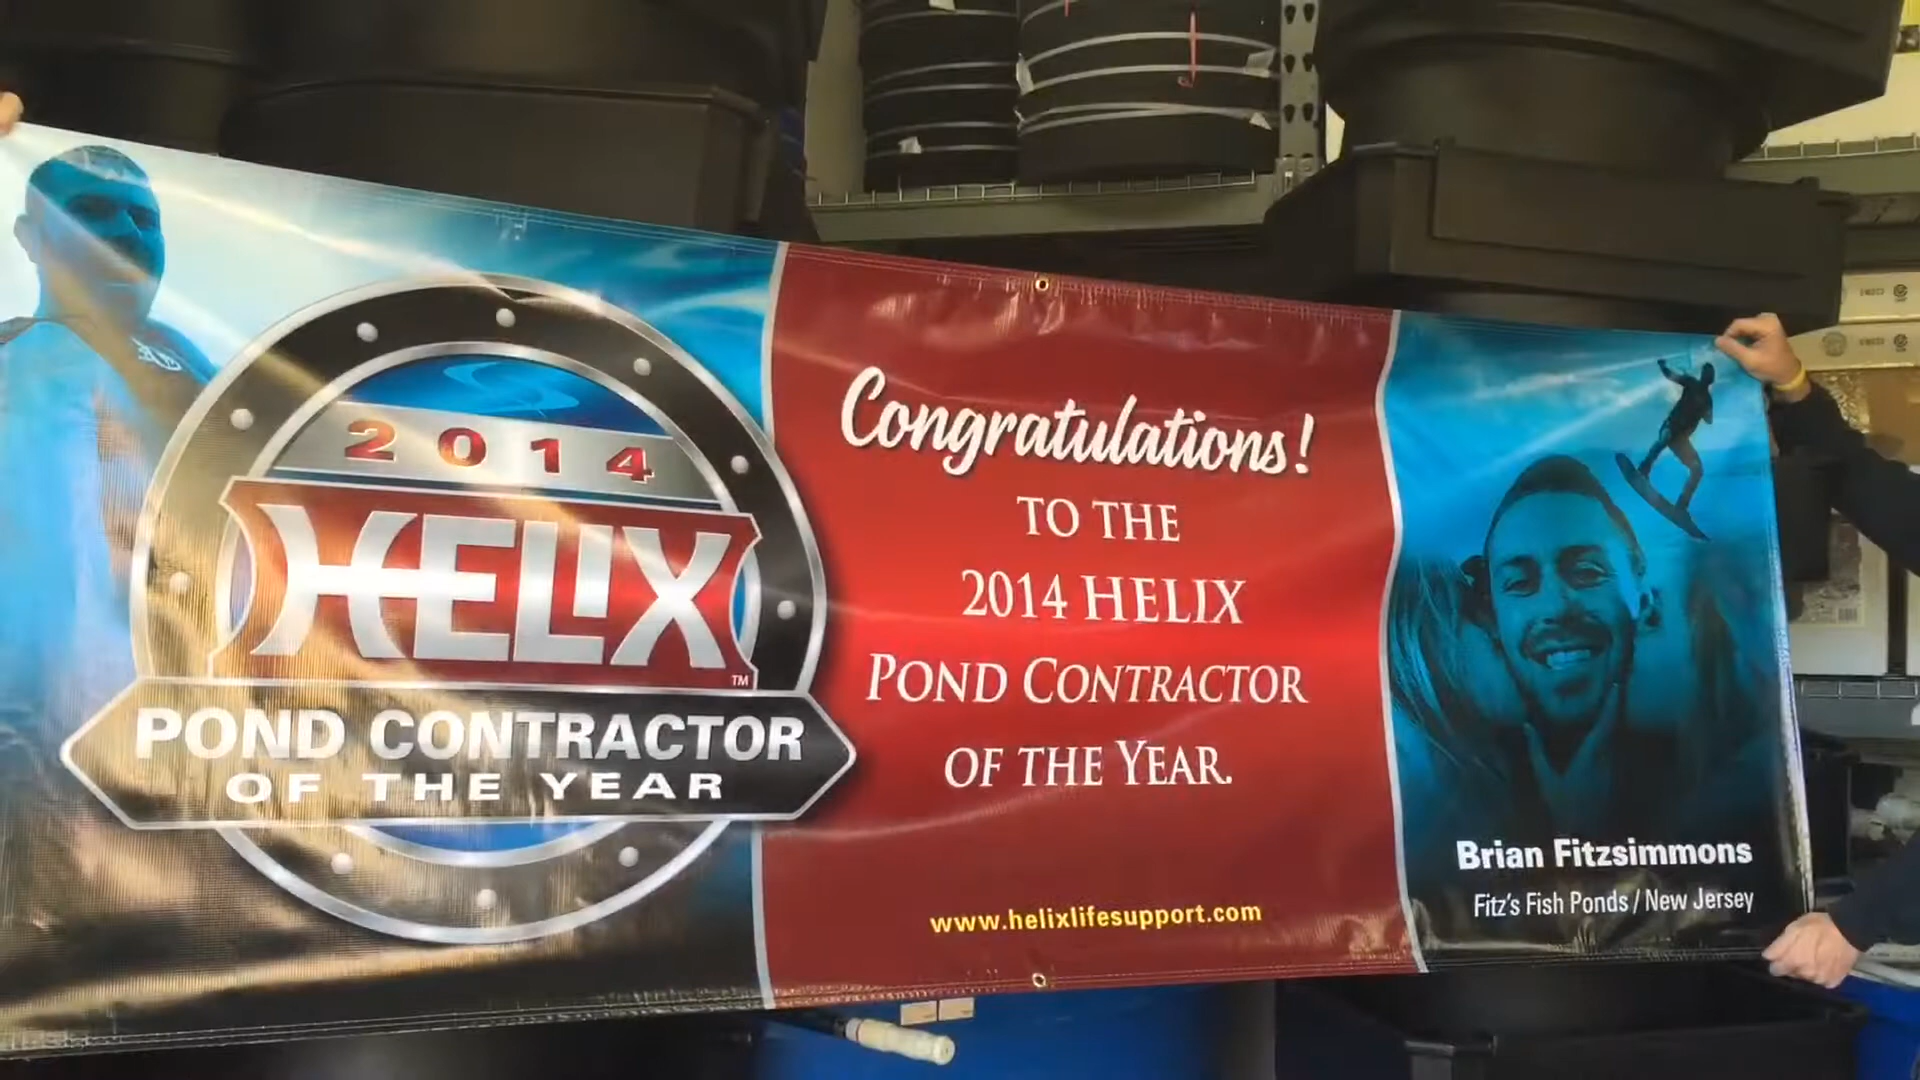 2014
HELIX
TM
POND CONTRACTOR
OF THE YEAR
Congratulations!
TO THE
2014 HELIX
POND CONTRACTOR
OF THE YEAR.
www.helixlifesupport.com
Brian Fitzsimmons
Fitz's Fish Ponds / New Jersey